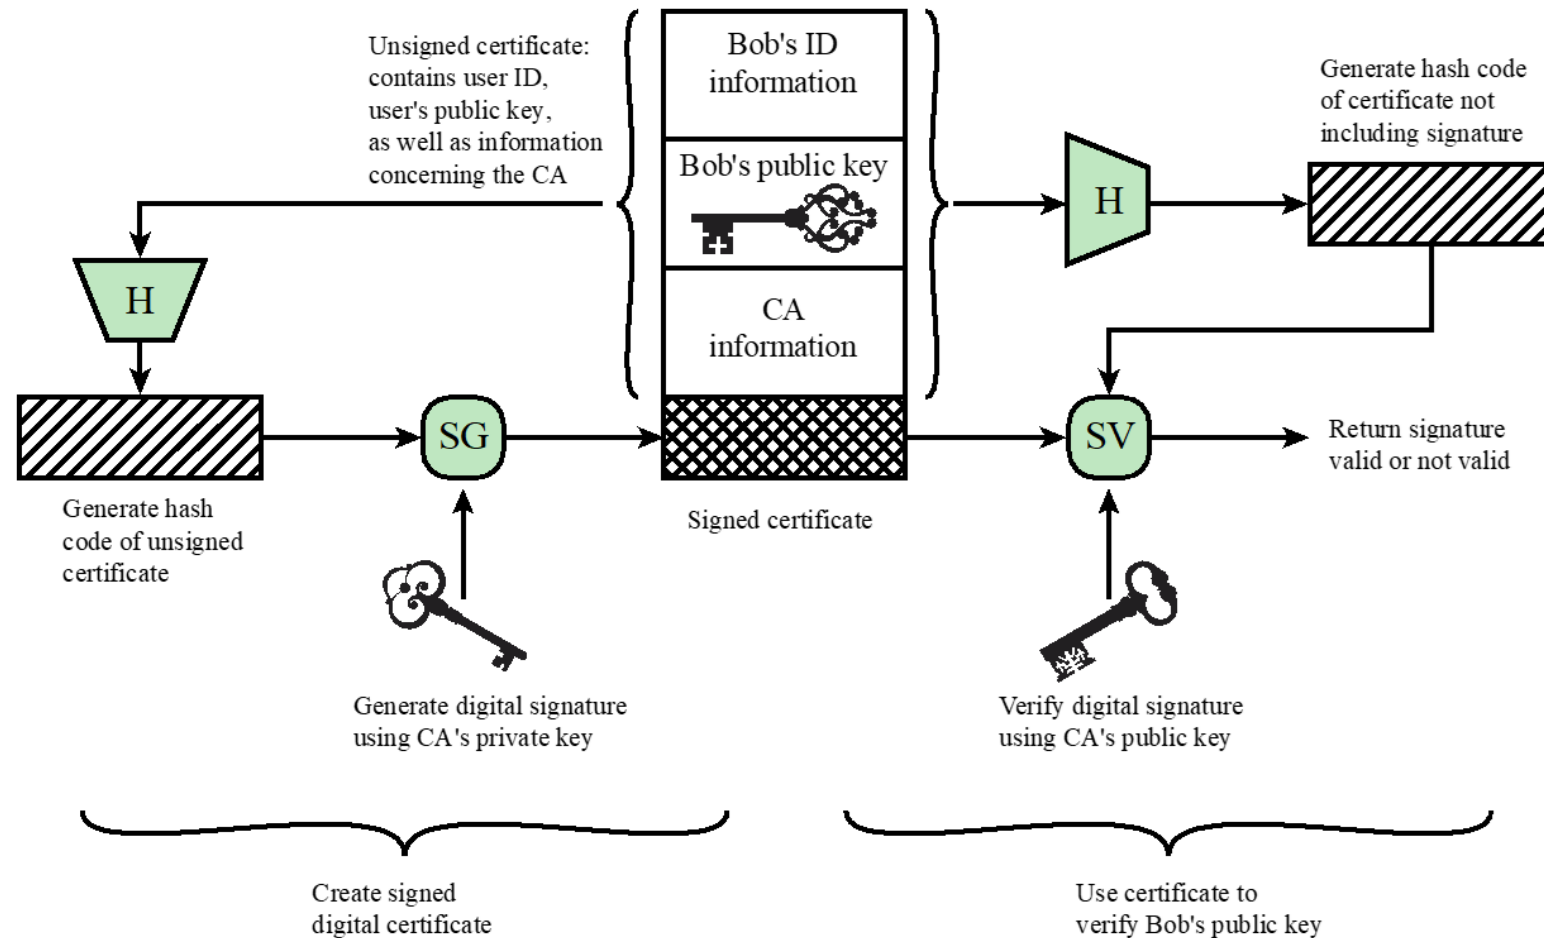 Unsigned certificate:
contains user ID,
user's public key,
as well as information
concerning the CA
Bob's ID
information
Bob's public key
CA
information
Generate hash code
of certificate not
including signature
H
H
SG
SV
Return signature
valid or not valid
Generate hash
code of unsigned
certificate
Signed certificate
Generate digital signature
using CA's private key
Verify digital signature
using CA's public key
Create signed
digital certificate
Use certificate to
verify Bob's public key